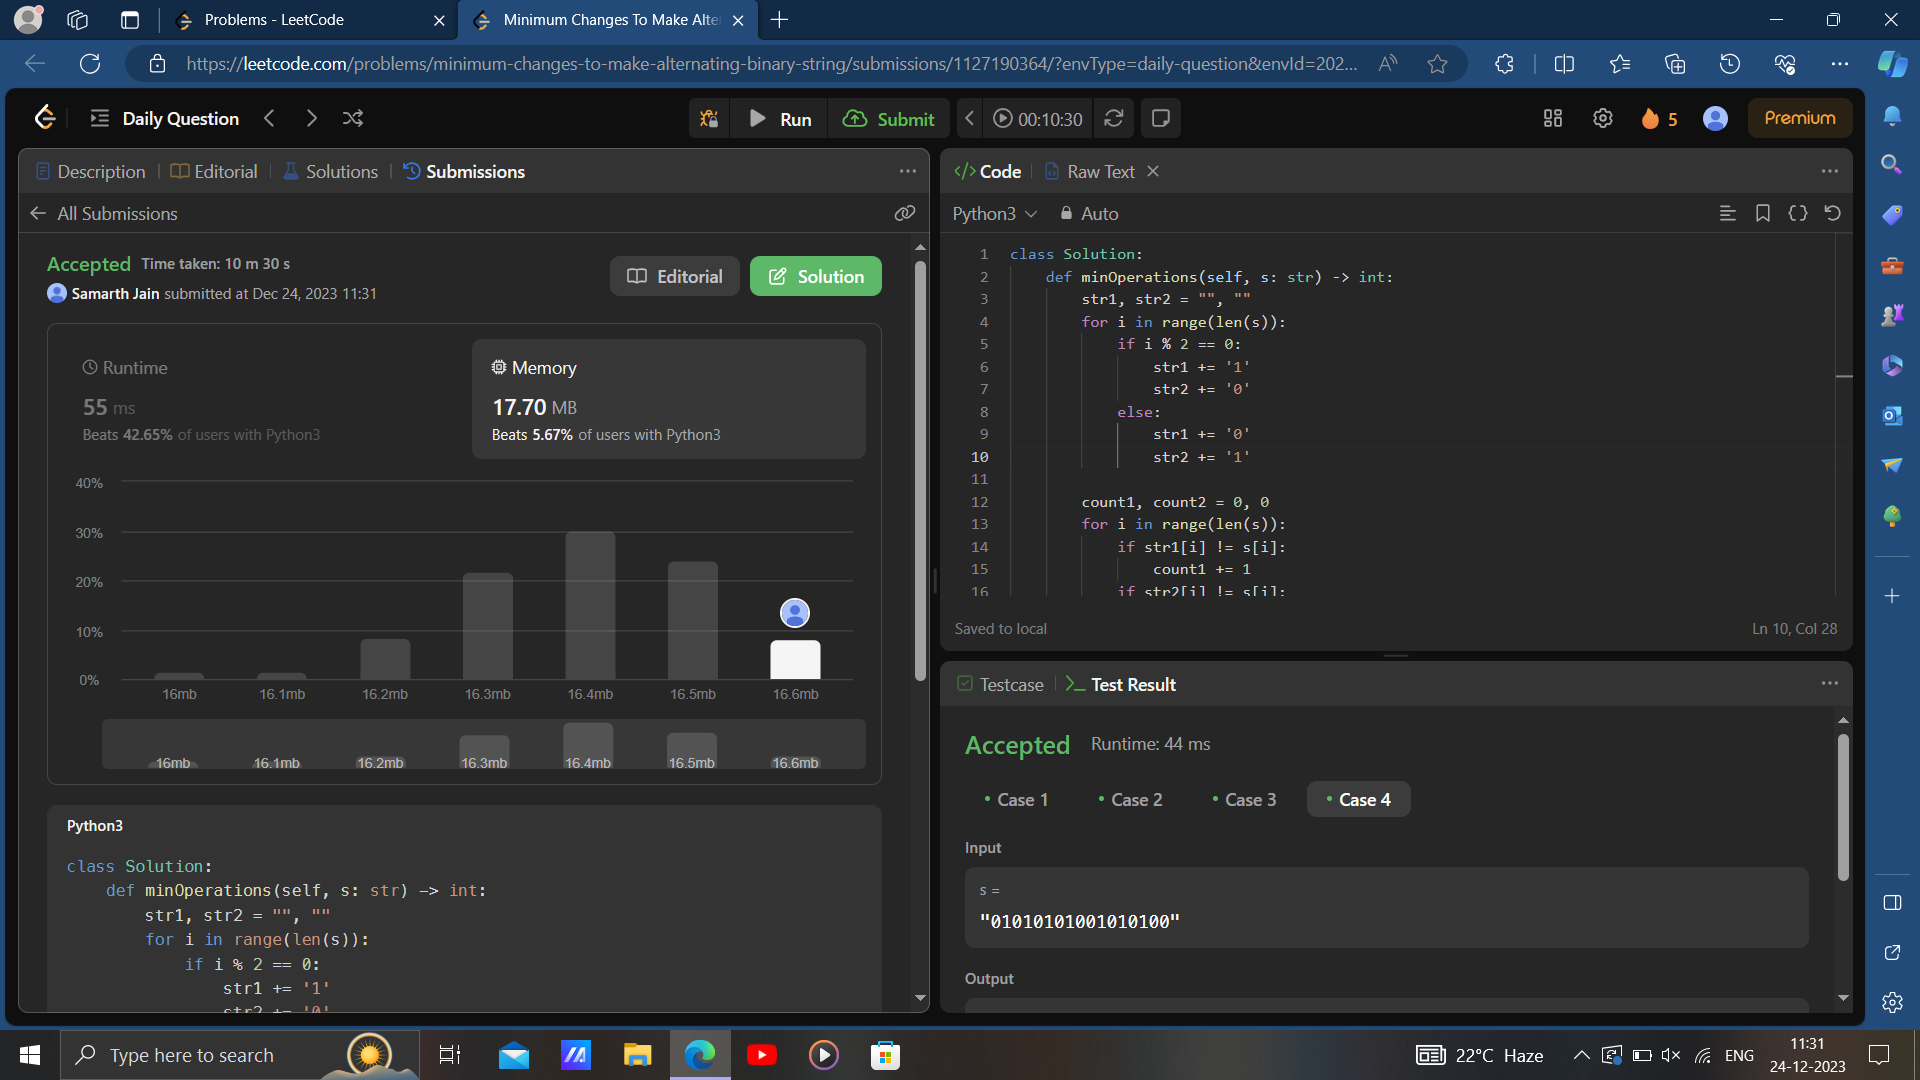 Problems - LeetCode
Minimum Changes To Make Alte
https://leetcode.com/problems/minimum-changes-to-make-alternating-binary-string/submissions/1127190364/?envType=daily-question&envId=202...
Daily Question
Run
Submit
00:10:30
5
Premium
Description
Editorial
Solutions
Submissions
All Submissions
Accepted Time taken: 10 m 30 s
Samarth Jain submitted at Dec 24, 2023 11:31
Editorial
Solution
Runtime
55 ms
Beats 42.65% of users with Python3
Memory
17.70 MB
Beats 5.67% of users with Python3
40%
30%
20%
10%
0%
16mb 16.1mb 16.2mb 16.3mb 16.4mb 16.5mb 16.6mb
16mb 16.1mb 16.2mb 16.3mb 16.4mb 16.5mb 16.6mb
Python3
class Solution:
def minOperations(self, s: str) -> int:
str1, str2 = "", ""
for i in range(len(s)):
if i % 2 == 0:
str1 += '1'
str2 += '0'
Code
Raw Text
Python3
Auto
1 class Solution:
2 def minOperations(self, s: str) -> int:
3 str1, str2 = "", ""
4 for i in range(len(s)):
5 if i % 2 == 0:
6 str1 += '1'
7 str2 += '0'
8 else:
9 str1 += '0'
10 str2 += '1'
11
12 count1, count2 = 0, 0
13 for i in range(len(s)):
14 if str1[i] != s[i]:
15 count1 += 1
16 if str2[i] != s[i]:
Saved to local
Ln 10, Col 28
Testcase
Test Result
Accepted Runtime: 44 ms
Case 1
Case 2
Case 3
Case 4
Input
s =
"01010101001010100"
Output
Type here to search
22°C Haze
ENG
11:31
24-12-2023